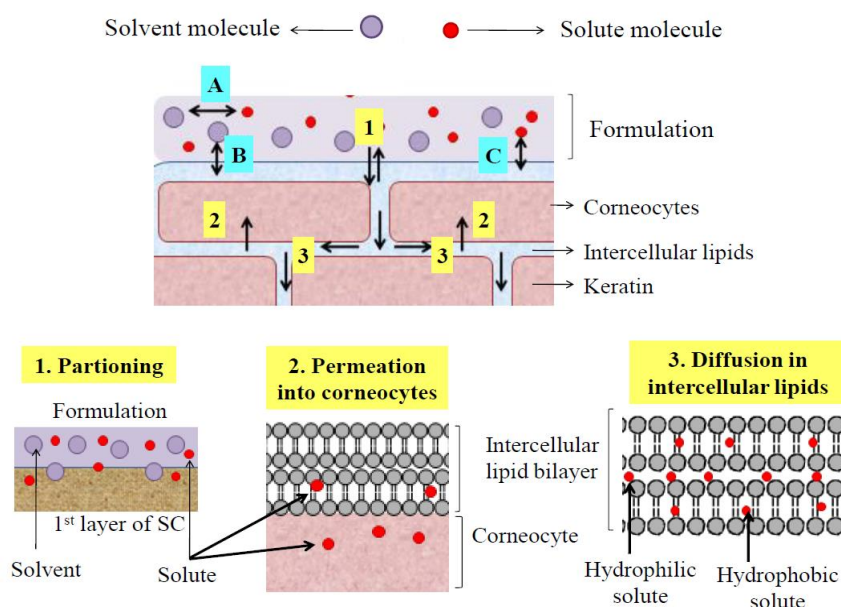 Solvent molecule
Solute molecule
A
B
1
C
Formulation
2
2
Corneocytes
3
3
Intercellular lipids
Keratin
1. Partioning
2. Permeation
into corneocytes
3. Diffusion in
intercellular lipids
Formulation
1st layer of SC
Solvent
Solute
Intercellular
lipid bilayer
Corneocyte
Hydrophilic
solute
Hydrophobic
solute